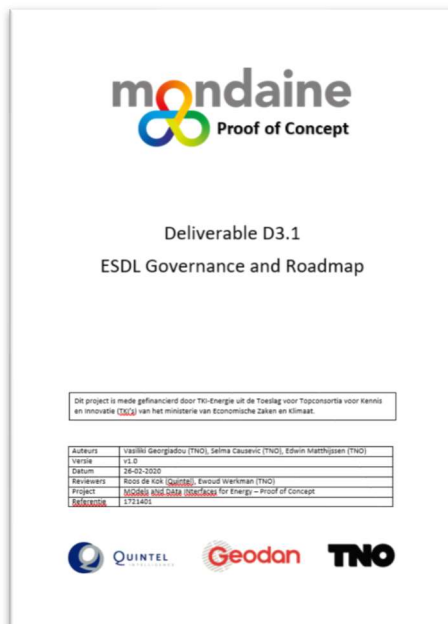 mondaine
Proof of Concept
Deliverable D3.1
ESDL Governance and Roadmap
Dit project is mede gefinancierd door TKI-Energie uit de Toeslag voor Topconsortia voor Kennis
en Innovatie (TKI's) van het ministerie van Economische Zaken en Klimaat.
Auteurs Vasiliki Georgiadou (TNO), Selma Causevic (TNO), Edwin Matthijssen (TNO)
Versie v1.0
Datum 26-02-2020
Reviewers Roos de Kok (Quintel), Ewoud Werkman (TNO)
Project MOdels aND dAta INterfaces for Energy – Proof of Concept
Referentie 1721401
QUINTEL
INTELLIGENCE
Geodan
TNO